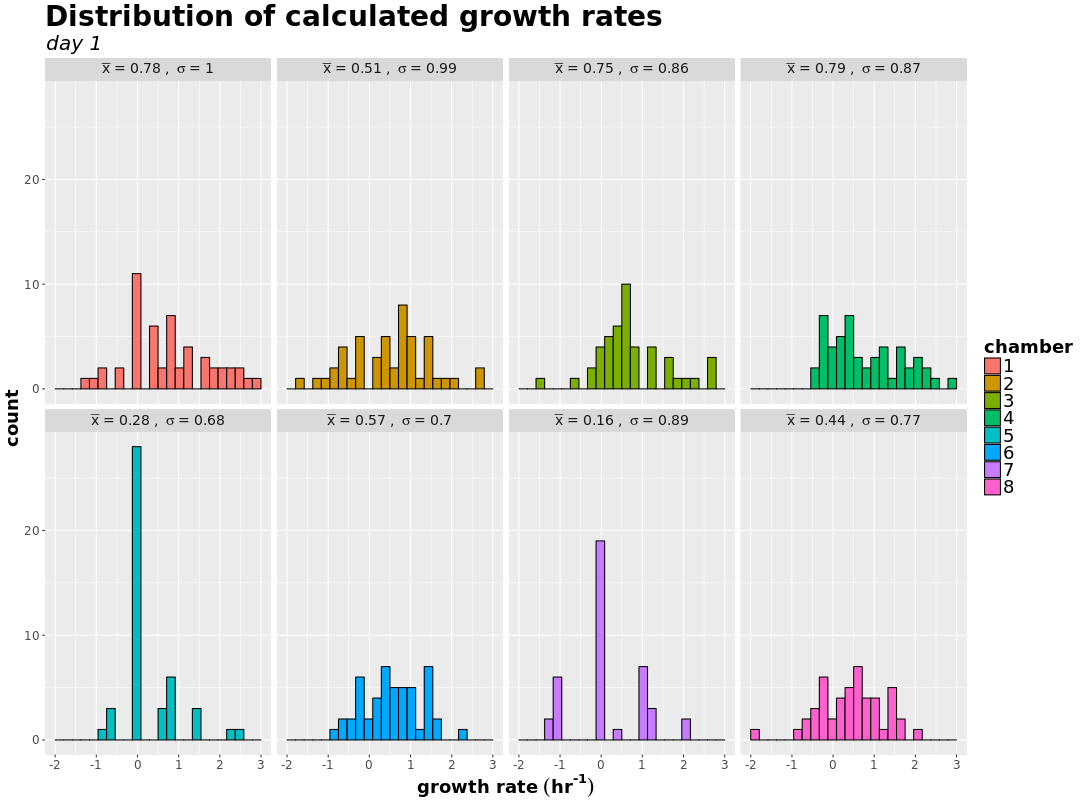 Distribution of calculated growth rates
day 1
x̅ = 0.78 , σ = 1
x̅ = 0.51 , σ = 0.99
x̅ = 0.75 , σ = 0.86
x̅ = 0.79 , σ = 0.87
20
10
0
count
x̅ = 0.28 , σ = 0.68
x̅ = 0.57 , σ = 0.7
x̅ = 0.16 , σ = 0.89
x̅ = 0.44 , σ = 0.77
20
10
0
-2 -1 0 1 2 3
-2 -1 0 1 2 3
-2 -1 0 1 2 3
-2 -1 0 1 2 3
growth rate (hr⁻¹)
chamber
1
2
3
4
5
6
7
8